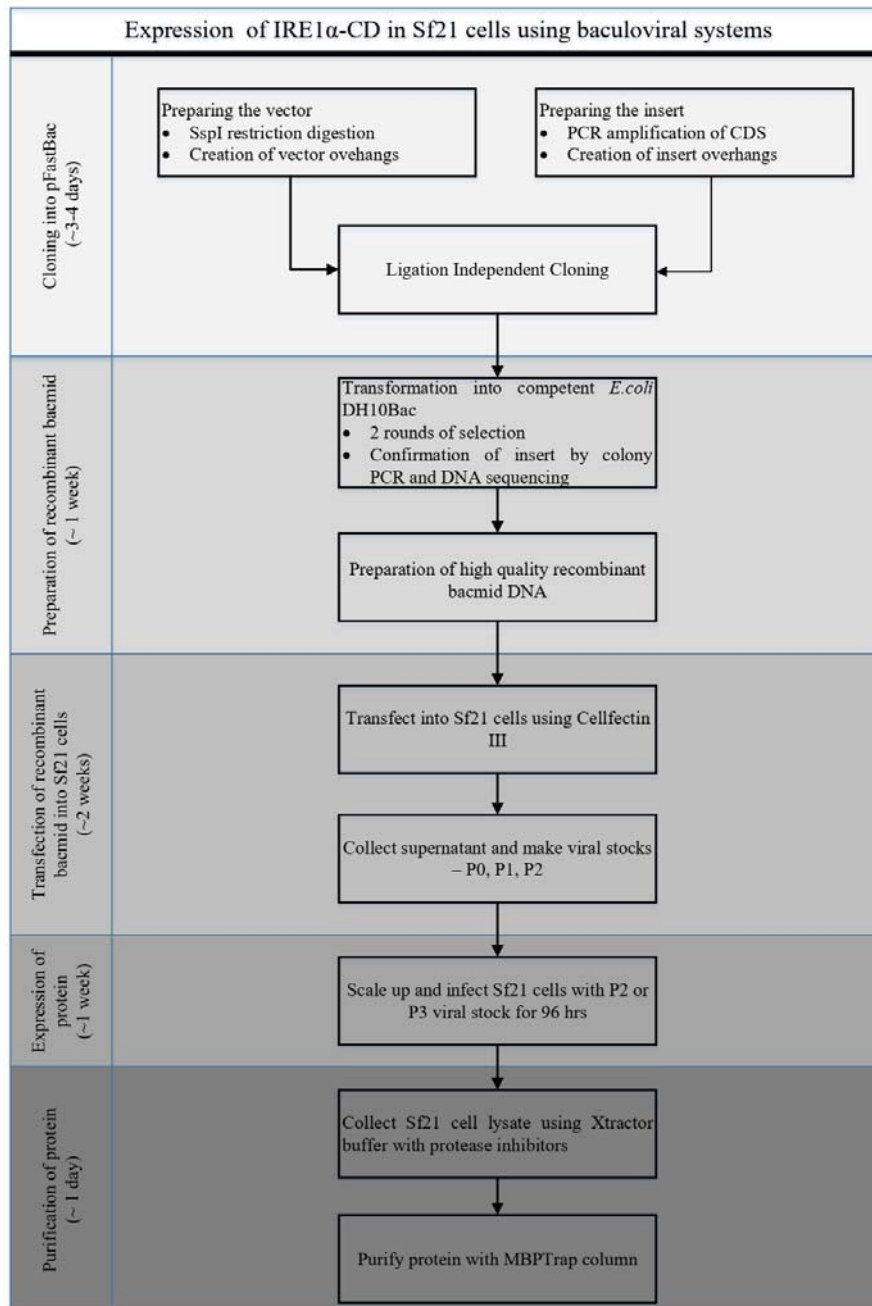 Expression of IRE1α-CD in Sf21 cells using baculoviral systems
Cloning into pFastBac
(~3-4 days)
Preparing the vector
• SspI restriction digestion
• Creation of vector ovehangs
Preparing the insert
• PCR amplification of CDS
• Creation of insert overhangs
Ligation Independent Cloning
Preparation of recombinant bacmid
(~ 1 week)
Transformation into competent E.coli
DH10Bac
• 2 rounds of selection
• Confirmation of insert by colony
PCR and DNA sequencing
Preparation of high quality recombinant
bacmid DNA
Transfection of recombinant
bacmid into Sf21 cells
(~2 weeks)
Transfect into Sf21 cells using Cellfectin
III
Collect supernatant and make viral stocks
– P0, P1, P2
Expression of
protein
(~1 week)
Scale up and infect Sf21 cells with P2 or
P3 viral stock for 96 hrs
Purification of protein
(~ 1 day)
Collect Sf21 cell lysate using Xtractor
buffer with protease inhibitors
Purify protein with MBPTrap column